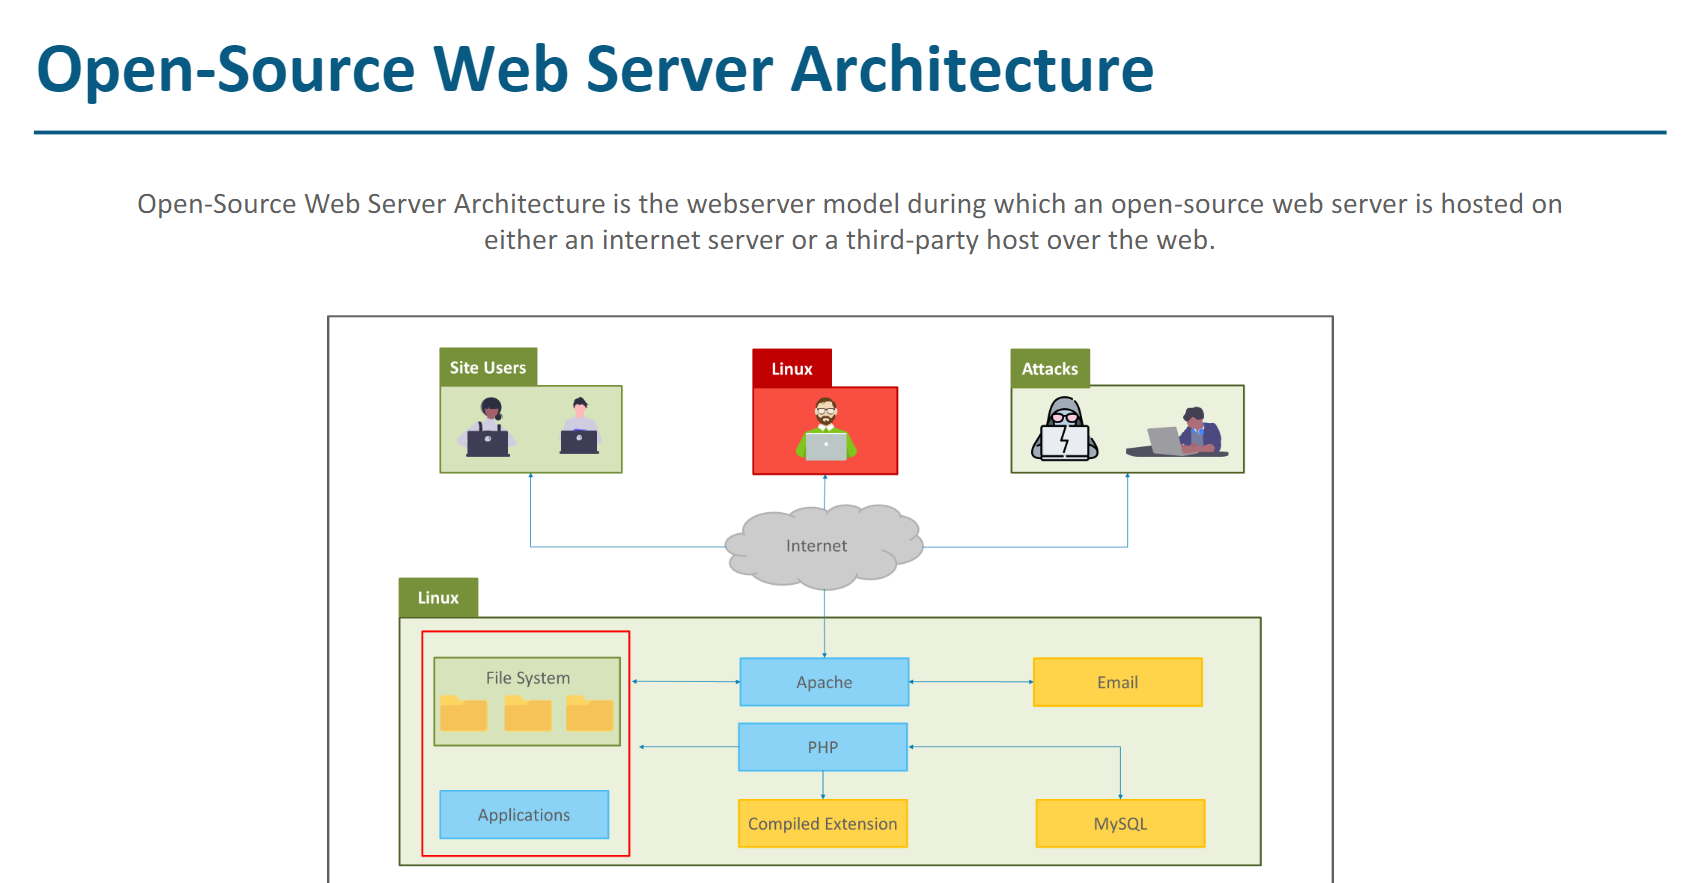 Open-Source Web Server Architecture
Open-Source Web Server Architecture is the webserver model during which an open-source web server is hosted on
either an internet server or a third-party host over the web.
Site Users
Linux
Attacks
Internet
Linux
File System
Apache
Email
PHP
Applications
Compiled Extension
MySQL